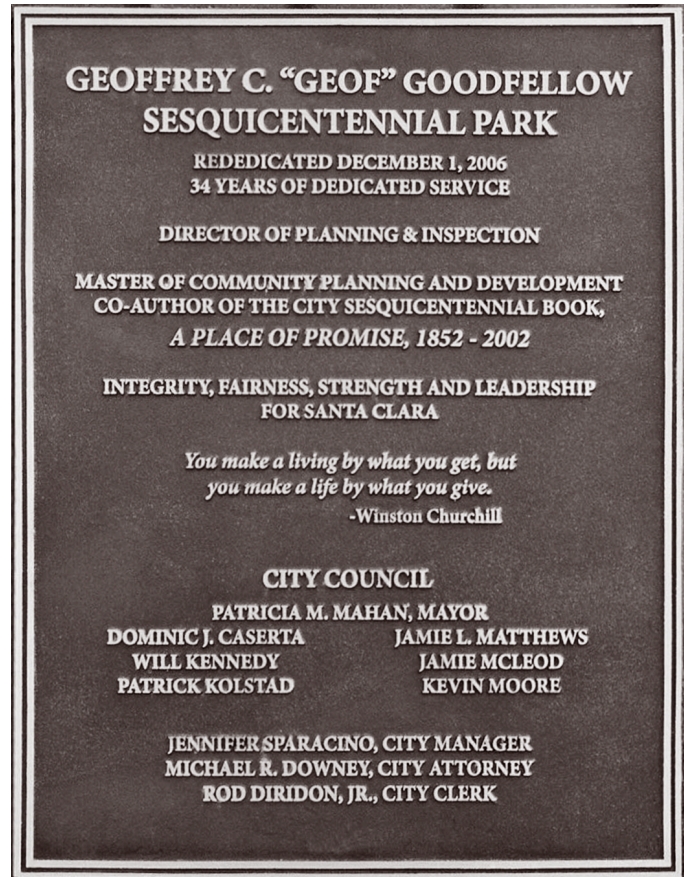 GEOFFREY C. “GEOF” GOODFELLOW
SESQUICENTENNIAL PARK
REDEDICATED DECEMBER 1, 2006
34 YEARS OF DEDICATED SERVICE
DIRECTOR OF PLANNING & INSPECTION
MASTER OF COMMUNITY PLANNING AND DEVELOPMENT
CO-AUTHOR OF THE CITY SESQUICENTENNIAL BOOK,
A PLACE OF PROMISE, 1852 - 2002
INTEGRITY, FAIRNESS, STRENGTH AND LEADERSHIP
FOR SANTA CLARA
You make a living by what you get, but
you make a life by what you give.
-Winston Churchill
CITY COUNCIL
PATRICIA M. MAHAN, MAYOR
DOMINIC J. CASERTA JAMIE L. MATTHEWS
WILL KENNEDY JAMIE MCLEOD
PATRICK KOLSTAD KEVIN MOORE
JENNIFER SPARACINO, CITY MANAGER
MICHAEL R. DOWNEY, CITY ATTORNEY
ROD DIRIDON, JR., CITY CLERK